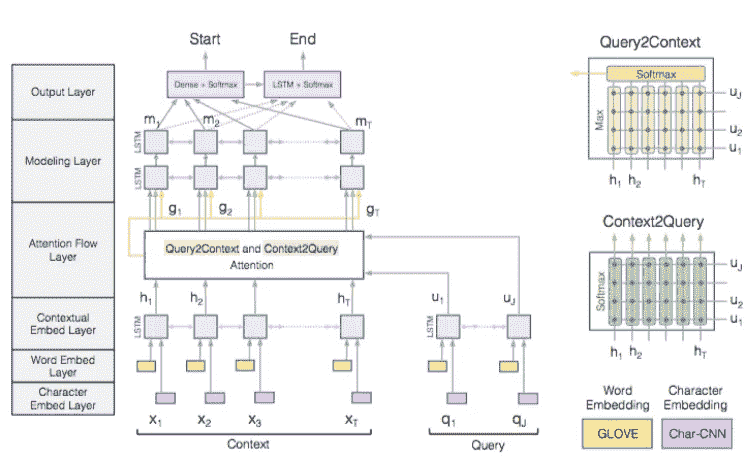 Start
End
Query2Context
Output Layer
Dense + Softmax
LSTM + Softmax
Softmax
Max
u_J
u_2
u_1
h_1
h_2
h_T
m_1
m_2
m_T
LSTM
LSTM
Modeling Layer
g_1
g_2
g_T
Attention Flow
Layer
Query2Context and Context2Query
Attention
Context2Query
Softmax
u_J
u_2
u_1
h_1
h_2
h_T
h_1
h_2
h_T
u_1
u_J
Contextual
Embed Layer
LSTM
LSTM
Word Embed
Layer
Character
Embed Layer
x_1
x_2
x_3
x_T
q_1
q_J
Context
Query
Word
Embedding
Character
Embedding
GLOVE
Char-CNN